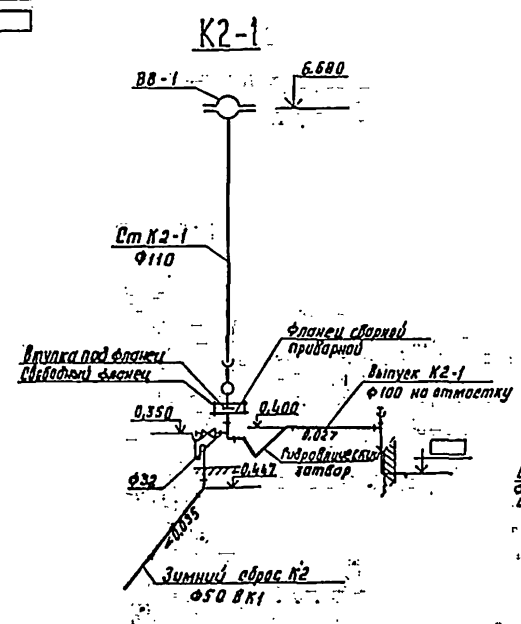 К2-1
ВВ-1
6.680
Ст К2-1
Ф110
Фланец сварной
приварной
Втулка под фланец
Свободный фланец
Выпуск К2-1
Ф100 на отмостку
0,350
0,400
0,027
Гидравлический
затвор
Ф32
-0,447
0,035
Зимний сброс К2
Ф50 В К1